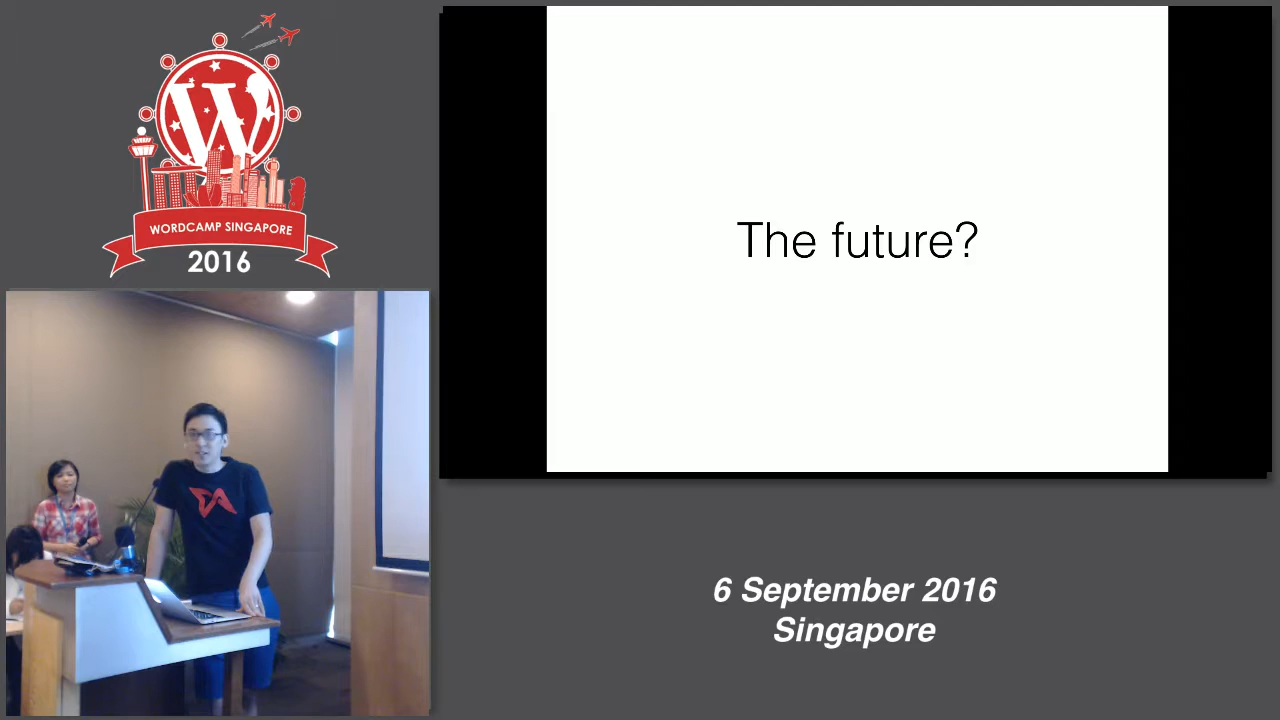 W
WORDCAMP SINGAPORE
2016
The future?
6 September 2016
Singapore